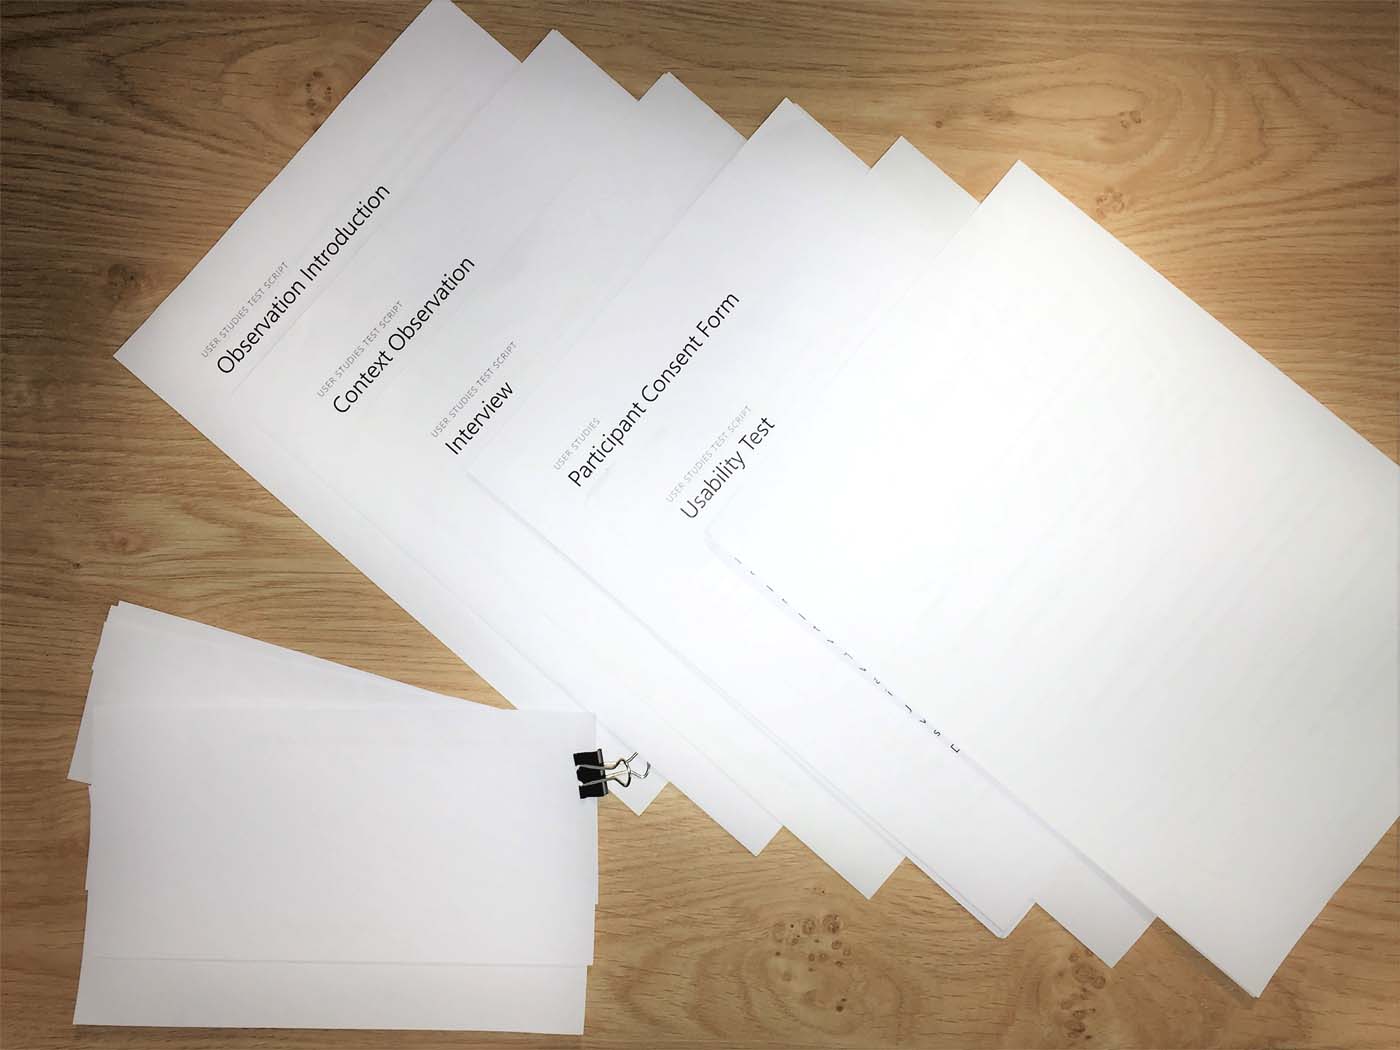 USER STUDIES TEST SCRIPT
Observation Introduction
USER STUDIES TEST SCRIPT
Context Observation
USER STUDIES TEST SCRIPT
Interview
USER STUDIES
Participant Consent Form
USER STUDIES TEST SCRIPT
Usability Test